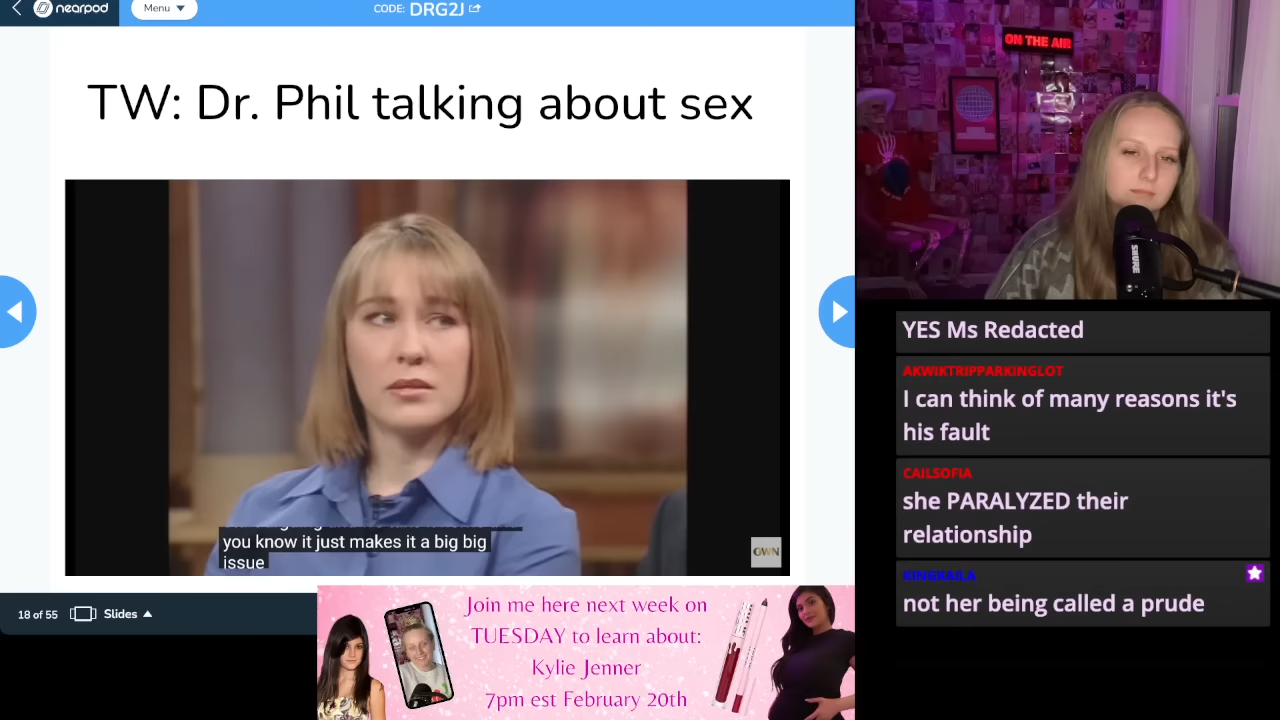 nearpod
Menu
CODE: DRG2J
ON THE AIR
TW: Dr. Phil talking about sex
you know it just makes it a big big
issue
OWN
SHURE
YES Ms Redacted
AKWIKTRIPPARKINGLOT
I can think of many reasons it's
his fault
CAILSOFIA
she PARALYZED their
relationship
KINGKAILA
not her being called a prude
18 of 55
Slides
Join me here next week on
TUESDAY to learn about:
Kylie Jenner
7pm est February 20th